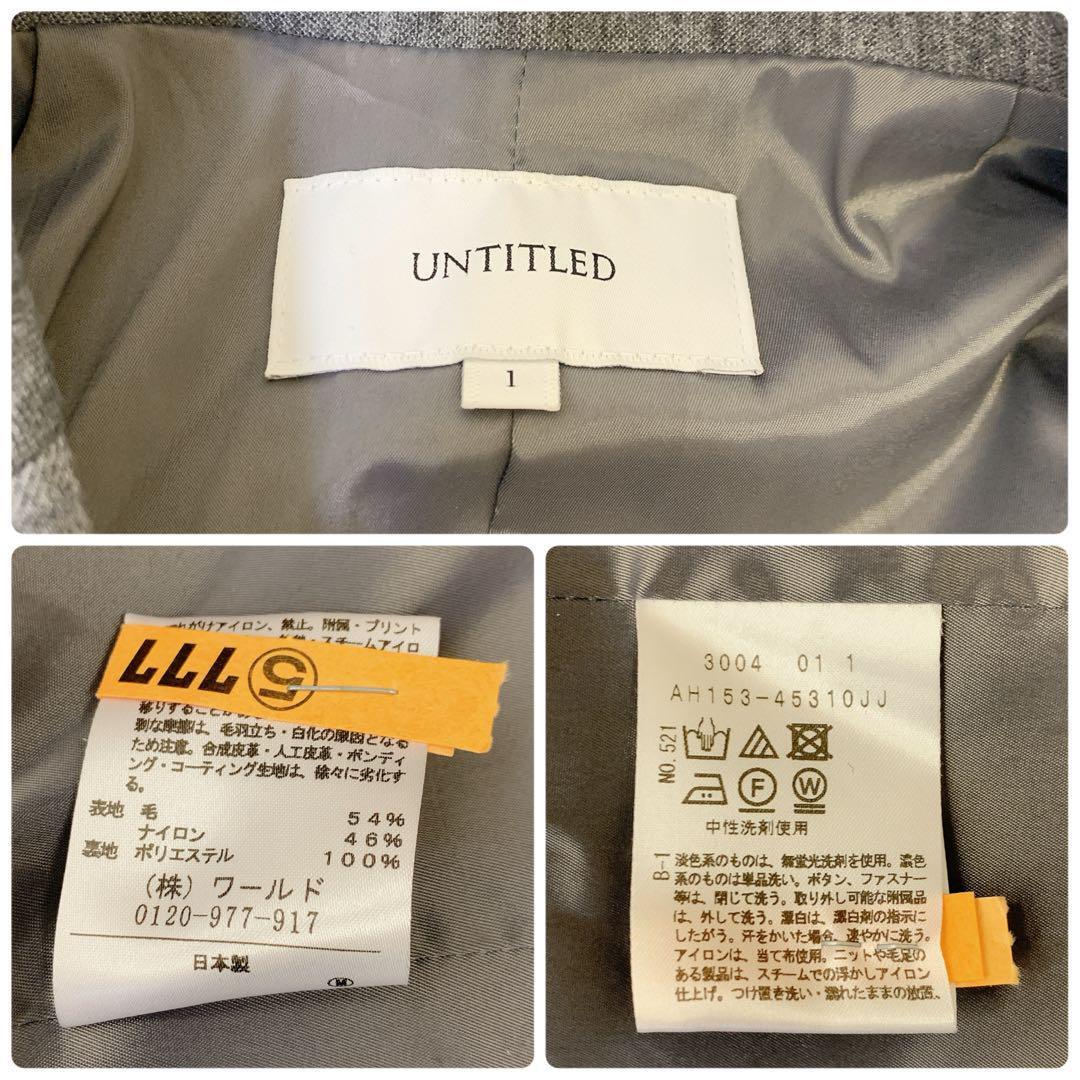 UNTITLED
1
れがけアイロン、禁止。附属・プリント
・スチームアイロ
⑤777
移りすることがあ
剥な摩擦は、毛羽立ち・白化の原因となる
ため注意。合成皮革・人工皮革・ボンディ
ング・コーティング生地は、徐々に劣化す
る。
表地 毛 54%
ナイロン 46%
裏地 ポリエステル 100%
(株)ワールド
0120-977-917
日本製
M
3004 01 1
AH153-45310JJ
NO.521
F W
中性洗剤使用
B-1
淡色系のものは、無蛍光洗剤を使用。濃色
系のものは単品洗い。ボタン、ファスナー
等は、閉じて洗う。取り外し可能な附属品
は、外して洗う。漂白は、漂白剤の指示に
したがう。汗をかいた場合、速やかに洗う。
アイロンは、当て布使用。ニットや毛足の
ある製品は、スチームでの浮かしアイロン
仕上げ。つけ置き洗い・濡れたままの放置、